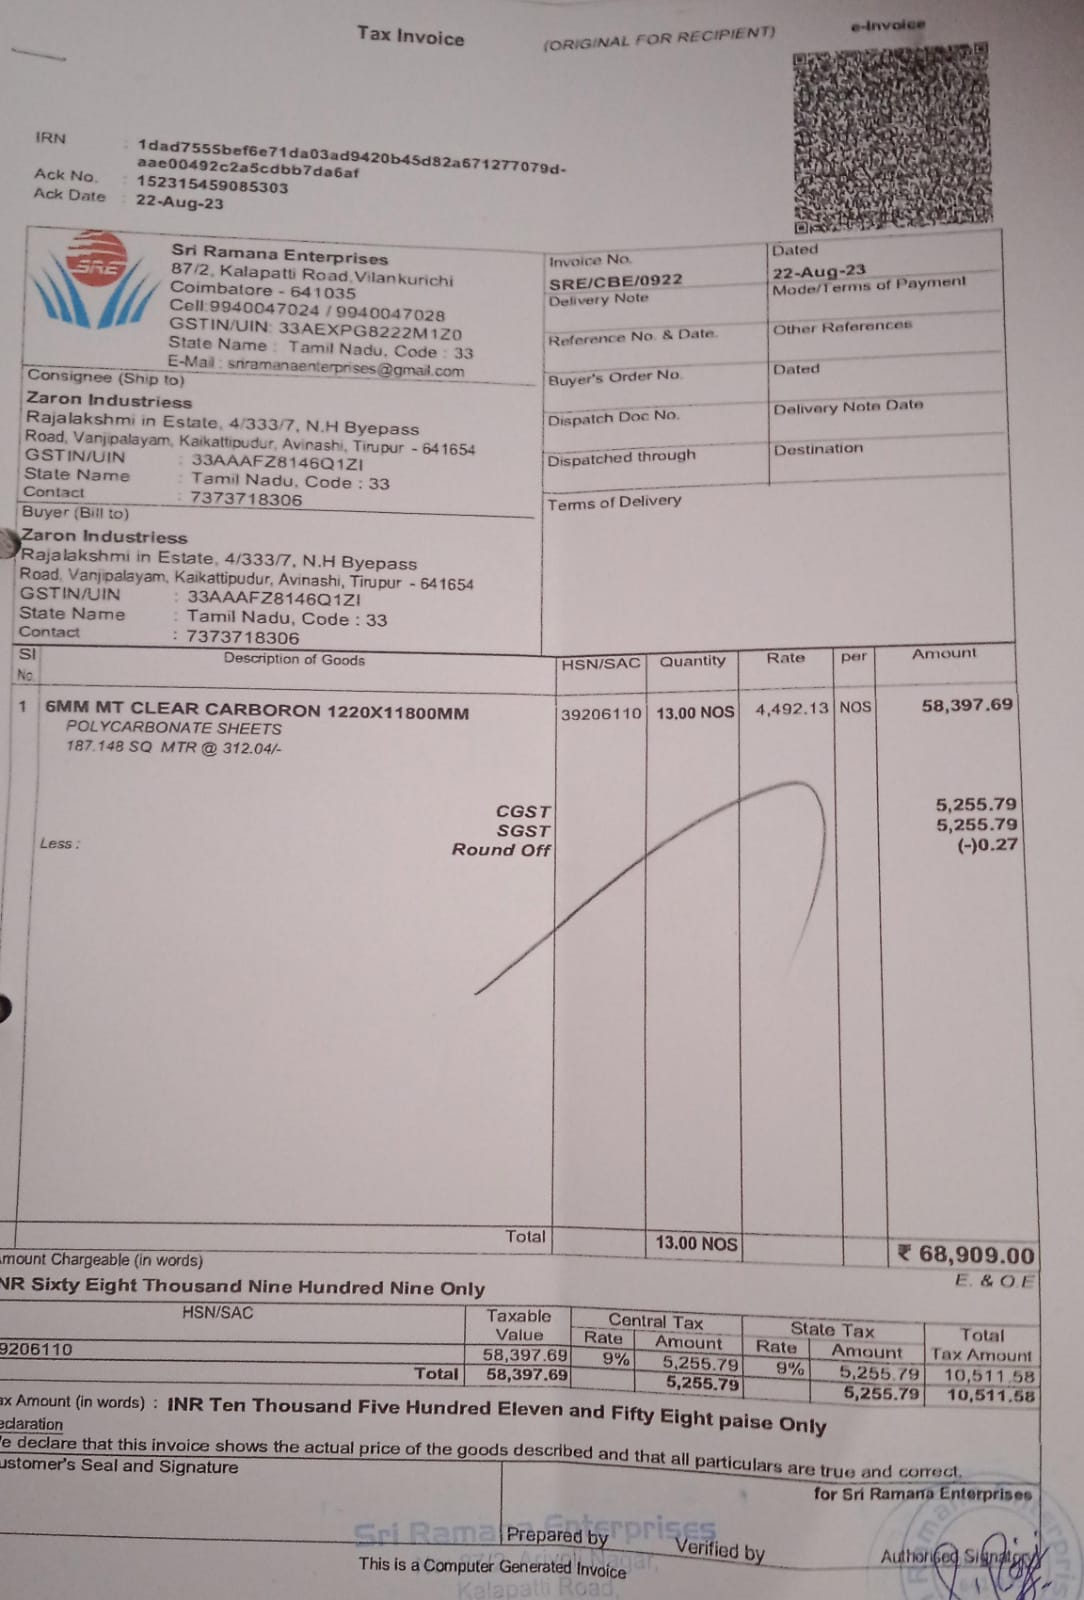 Tax Invoice
(ORIGINAL FOR RECIPIENT)
e-Invoice
IRN : 1dad7555bef6e71da03ad9420b45d82a671277079d-
aae00492c2a5cdbb7da6af
Ack No. : 152315459085303
Ack Date : 22-Aug-23
SRE
Sri Ramana Enterprises
87/2, Kalapatti Road,Vilankurichi
Coimbatore - 641035
Cell:9940047024 / 9940047028
GSTIN/UIN: 33AEXPG8222M1Z0
State Name : Tamil Nadu, Code : 33
E-Mail : sriramanaenterprises@gmail.com
Invoice No.
SRE/CBE/0922
Dated
22-Aug-23
Delivery Note
Mode/Terms of Payment
Reference No. & Date.
Other References
Buyer's Order No.
Dated
Dispatch Doc No.
Delivery Note Date
Dispatched through
Destination
Terms of Delivery
Consignee (Ship to)
Zaron Industriess
Rajalakshmi in Estate, 4/333/7, N.H Byepass
Road, Vanjipalayam, Kaikattipudur, Avinashi, Tirupur - 641654
GSTIN/UIN : 33AAAFZ8146Q1ZI
State Name : Tamil Nadu, Code : 33
Contact : 7373718306
Buyer (Bill to)
Zaron Industriess
Rajalakshmi in Estate, 4/333/7, N.H Byepass
Road, Vanjipalayam, Kaikattipudur, Avinashi, Tirupur - 641654
GSTIN/UIN : 33AAAFZ8146Q1ZI
State Name : Tamil Nadu, Code : 33
Contact : 7373718306
Sl No. Description of Goods HSN/SAC Quantity Rate per Amount
1 6MM MT CLEAR CARBORON 1220X11800MM 39206110 13.00 NOS 4,492.13 NOS 58,397.69
POLYCARBONATE SHEETS
187.148 SQ MTR @ 312.04/-
CGST 5,255.79
SGST 5,255.79
Less : Round Off (-)0.27
Total 13.00 NOS ₹ 68,909.00
mount Chargeable (in words) E. & O.E
NR Sixty Eight Thousand Nine Hundred Nine Only
HSN/SAC Taxable Value Central Tax State Tax Total Tax Amount
Rate Amount Rate Amount
9206110 58,397.69 9% 5,255.79 9% 5,255.79 10,511.58
Total 58,397.69 5,255.79 5,255.79 10,511.58
ax Amount (in words) : INR Ten Thousand Five Hundred Eleven and Fifty Eight paise Only
eclaration
e declare that this invoice shows the actual price of the goods described and that all particulars are true and correct.
ustomer's Seal and Signature
for Sri Ramana Enterprises
Sri Ramana Enterprises
Prepared by
Verified by
Authorised Signatory
This is a Computer Generated Invoice
Kalapatti Road,